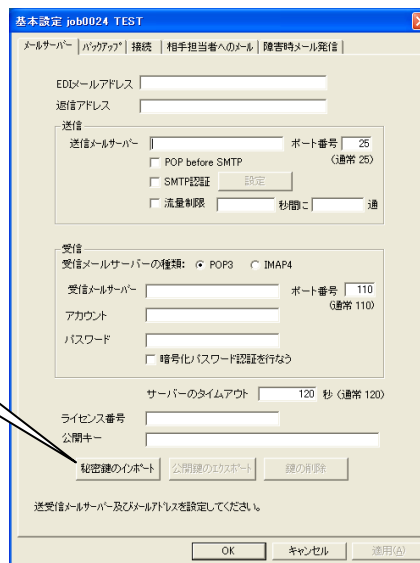 基本設定 job0024 TEST
メールサーバー バックアップ 接続 相手担当者へのメール 障害時メール発信
EDIメールアドレス
返信アドレス
送信
送信メールサーバー ポート番号 25
POP before SMTP (通常 25)
SMTP認証 設定
流量制限 秒間に 通
受信
受信メールサーバーの種類: POP3 IMAP4
受信メールサーバー ポート番号 110
(通常 110)
アカウント
パスワード
暗号化パスワード認証を行なう
サーバーのタイムアウト 120 秒 (通常 120)
ライセンス番号
公開キー
秘密鍵のインポート 公開鍵のエクスポート 鍵の削除
送受信メールサーバー及びメールアドレスを設定してください。
OK キャンセル 適用(A)